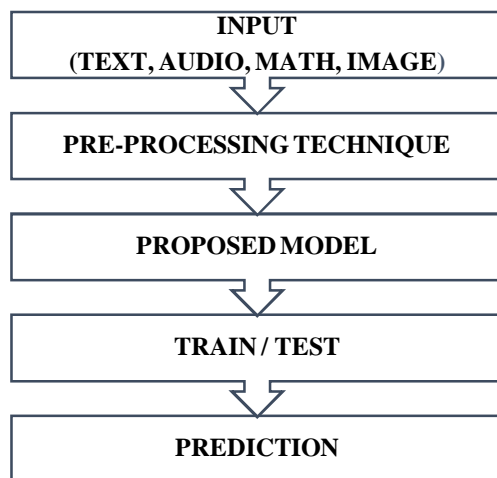 INPUT
(TEXT, AUDIO, MATH, IMAGE)
PRE-PROCESSING TECHNIQUE
PROPOSED MODEL
TRAIN / TEST
PREDICTION